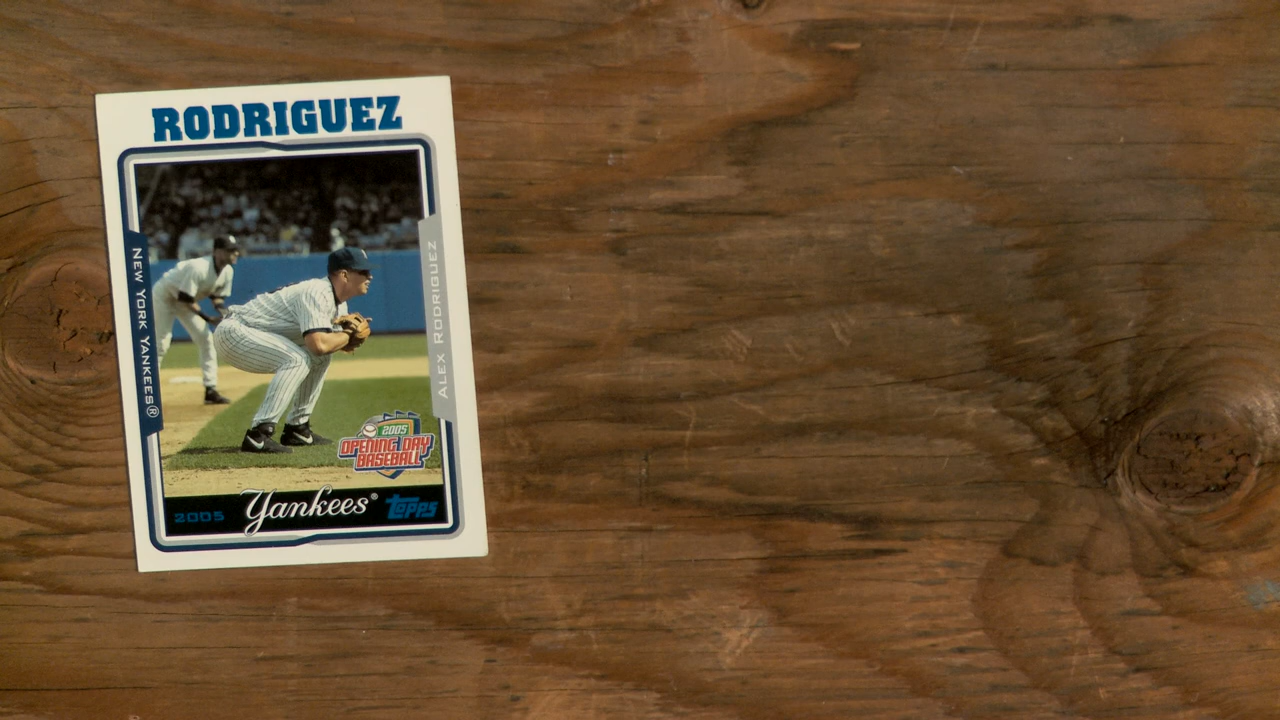 RODRIGUEZ
NEW YORK YANKEES®
ALEX RODRIGUEZ
2005
OPENING DAY
BASEBALL
2005
Yankees®
Topps